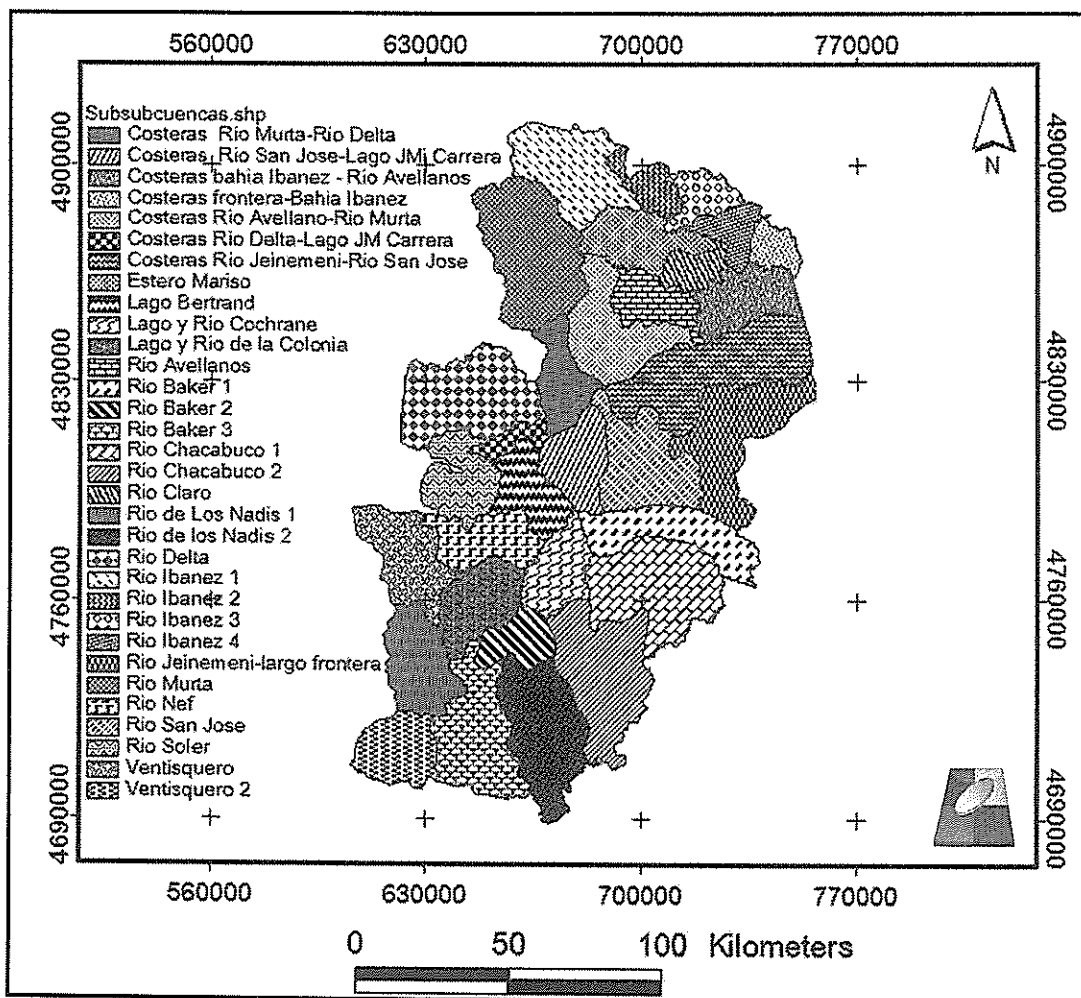 560000 630000 700000 770000
4900000
4830000
4760000
4690000
Subsubcuencas.shp
Costeras Rio Murta-Rio Delta
Costeras Rio San Jose-Lago JM Carrera
Costeras bahia Ibanez - Rio Avellanos
Costeras frontera-Bahia Ibanez
Costeras Rio Avellano-Rio Murta
Costeras Rio Delta-Lago JM Carrera
Costeras Rio Jeinemeni-Rio San Jose
Estero Mariso
Lago Bertrand
Lago y Rio Cochrane
Lago y Rio de la Colonia
Rio Avellanos
Rio Baker 1
Rio Baker 2
Rio Baker 3
Rio Chacabuco 1
Rio Chacabuco 2
Rio Claro
Rio de Los Nadis 1
Rio de los Nadis 2
Rio Delta
Rio Ibanez 1
Rio Ibanez 2
Rio Ibanez 3
Rio Ibanez 4
Rio Jeinemeni-largo frontera
Rio Murta
Rio Nef
Rio San Jose
Rio Soler
Ventisquero
Ventisquero 2
N
4900000
4830000
4760000
4690000
560000 630000 700000 770000
0 50 100 Kilometers